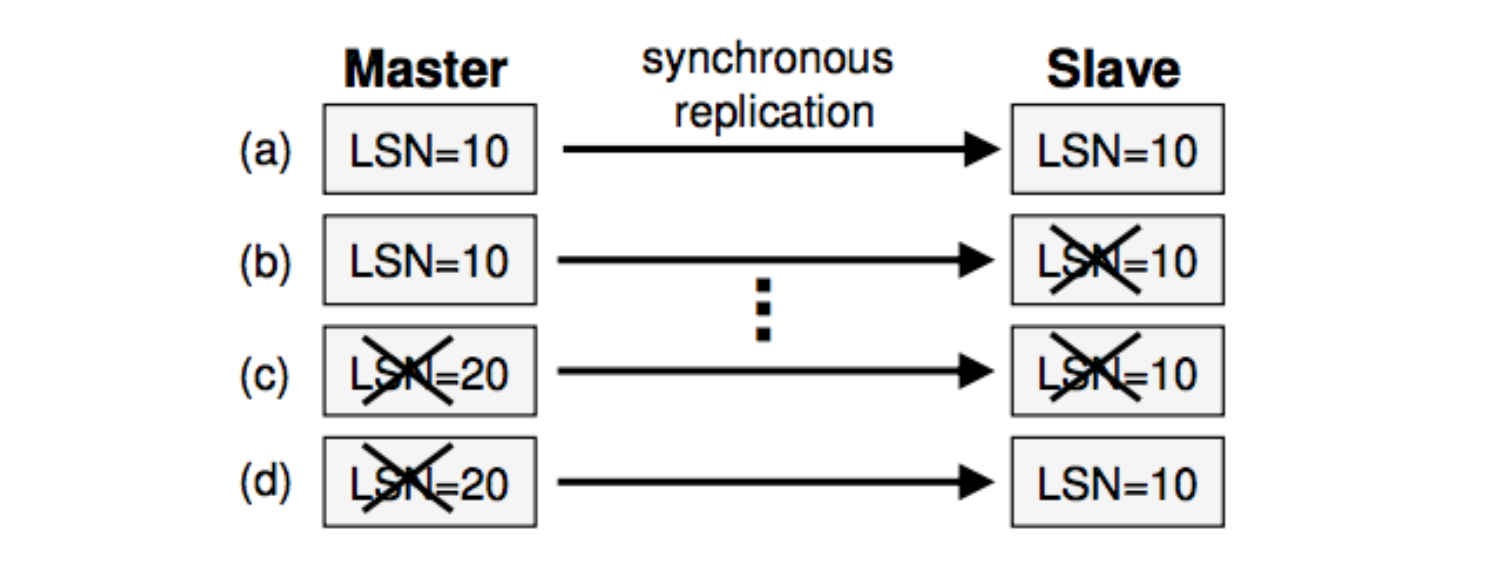 Master synchronous replication Slave
(a) LSN=10 LSN=10
(b) LSN=10 LSN=10
(c) LSN=20 LSN=10
(d) LSN=20 LSN=10